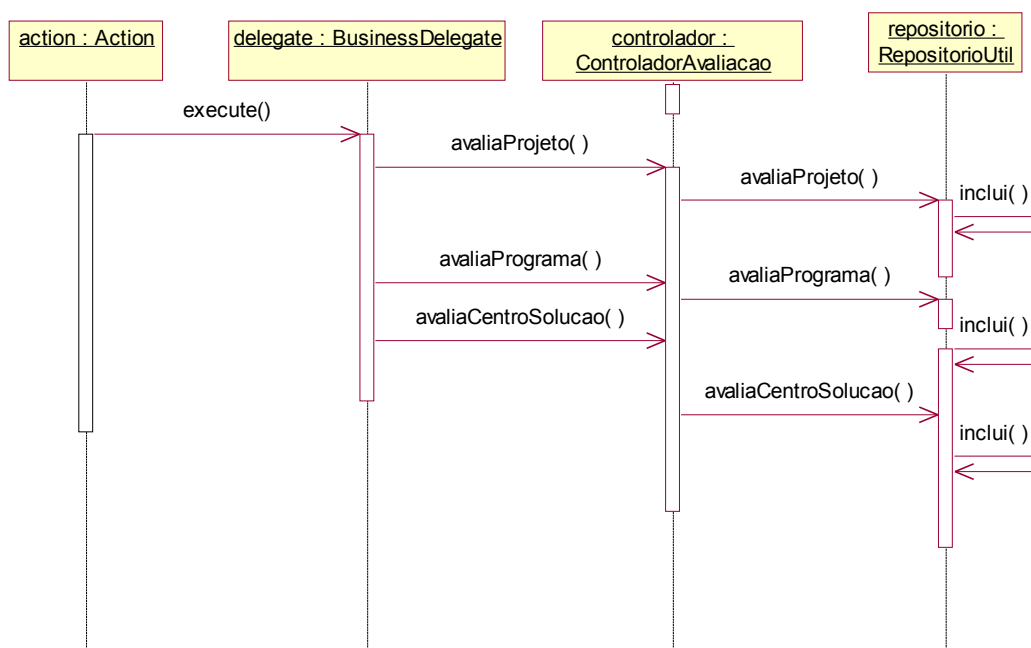 action : Action
delegate : BusinessDelegate
controlador :
ControladorAvaliacao
repositorio :
RepositorioUtil
execute()
avaliaProjeto( )
avaliaProjeto( )
inclui( )
avaliaPrograma( )
avaliaPrograma( )
avaliaCentroSolucao( )
inclui( )
avaliaCentroSolucao( )
inclui( )